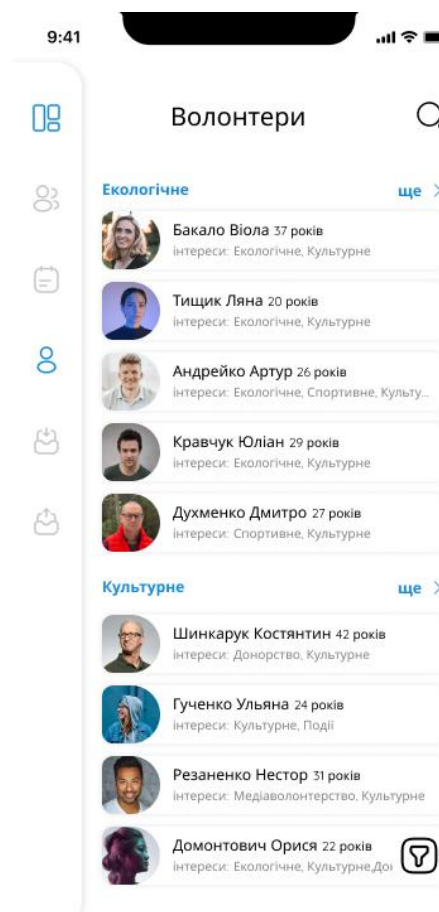 9:41
Волонтери
Екологічне ще
Бакало Віола 37 років
інтереси: Екологічне, Культурне
Тищик Ляна 20 років
інтереси: Екологічне, Культурне
Андрейко Артур 26 років
інтереси: Екологічне, Спортивне, Культу...
Кравчук Юліан 29 років
інтереси: Екологічне, Культурне
Духменко Дмитро 27 років
інтереси: Спортивне, Культурне
Культурне ще
Шинкарук Костянтин 42 років
інтереси: Донорство, Культурне
Гученко Ульяна 24 років
інтереси: Культурне, Події
Резаненко Нестор 31 років
інтереси: Медіаволонтерство, Культурне
Домонтович Орися 22 років
інтереси: Екологічне, Культурне,До